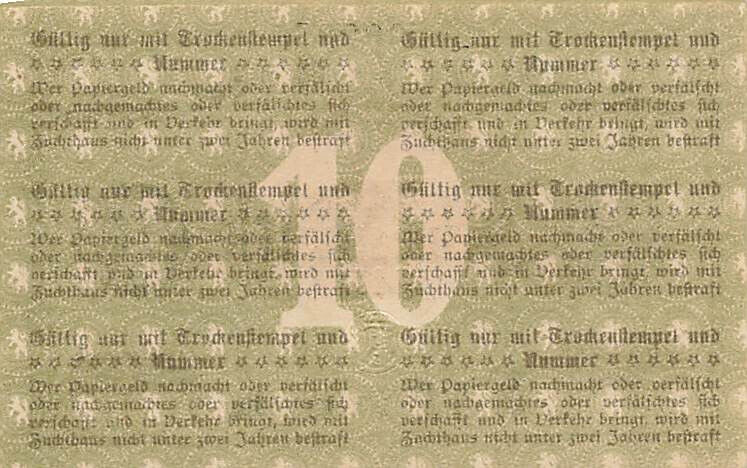 Gültig nur mit Trockenstempel und
☆ ☆ ☆ ☆ ☆ ☆ Nummer ☆ ☆ ☆ ☆ ☆ ☆
Wer Papiergeld nachmacht oder verfälscht
oder nachgemachtes oder verfälschtes sich
verschafft und in Verkehr bringt, wird mit
Zuchthaus nicht unter zwei Jahren bestraft
Gültig nur mit Trockenstempel und
☆ ☆ ☆ ☆ ☆ ☆ Nummer ☆ ☆ ☆ ☆ ☆ ☆
Wer Papiergeld nachmacht oder verfälscht
oder nachgemachtes oder verfälschtes sich
verschafft und in Verkehr bringt, wird mit
Zuchthaus nicht unter zwei Jahren bestraft
10
Gültig nur mit Trockenstempel und
☆ ☆ ☆ ☆ ☆ ☆ Nummer ☆ ☆ ☆ ☆ ☆ ☆
Wer Papiergeld nachmacht oder verfälscht
oder nachgemachtes oder verfälschtes sich
verschafft und in Verkehr bringt, wird mit
Zuchthaus nicht unter zwei Jahren bestraft
Gültig nur mit Trockenstempel und
☆ ☆ ☆ ☆ ☆ ☆ Nummer ☆ ☆ ☆ ☆ ☆ ☆
Wer Papiergeld nachmacht oder verfälscht
oder nachgemachtes oder verfälschtes sich
verschafft und in Verkehr bringt, wird mit
Zuchthaus nicht unter zwei Jahren bestraft
Gültig nur mit Trockenstempel und
☆ ☆ ☆ ☆ ☆ ☆ Nummer ☆ ☆ ☆ ☆ ☆ ☆
Wer Papiergeld nachmacht oder verfälscht
oder nachgemachtes oder verfälschtes sich
verschafft und in Verkehr bringt, wird mit
Zuchthaus nicht unter zwei Jahren bestraft
Gültig nur mit Trockenstempel und
☆ ☆ ☆ ☆ ☆ ☆ Nummer ☆ ☆ ☆ ☆ ☆ ☆
Wer Papiergeld nachmacht oder verfälscht
oder nachgemachtes oder verfälschtes sich
verschafft und in Verkehr bringt, wird mit
Zuchthaus nicht unter zwei Jahren bestraft